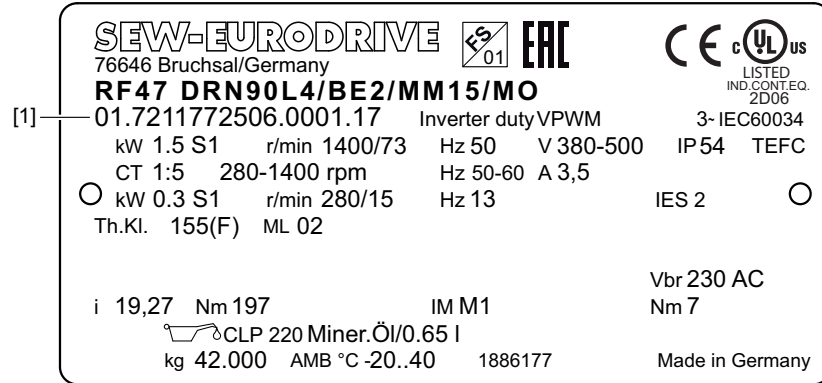 SEW-EURODRIVE FS 01 EAC CE c UL us
76646 Bruchsal/Germany LISTED
IND.CONT.EQ.
2D06
RF47 DRN90L4/BE2/MM15/MO
[1] 01.7211772506.0001.17 Inverter duty VPWM 3~ IEC60034
kW 1.5 S1 r/min 1400/73 Hz 50 V 380-500 IP 54 TEFC
CT 1:5 280-1400 rpm Hz 50-60 A 3,5
kW 0.3 S1 r/min 280/15 Hz 13 IES 2
Th.Kl. 155(F) ML 02
Vbr 230 AC
i 19,27 Nm 197 IM M1 Nm 7
CLP 220 Miner.Öl/0.65 l
kg 42.000 AMB °C -20..40 1886177 Made in Germany